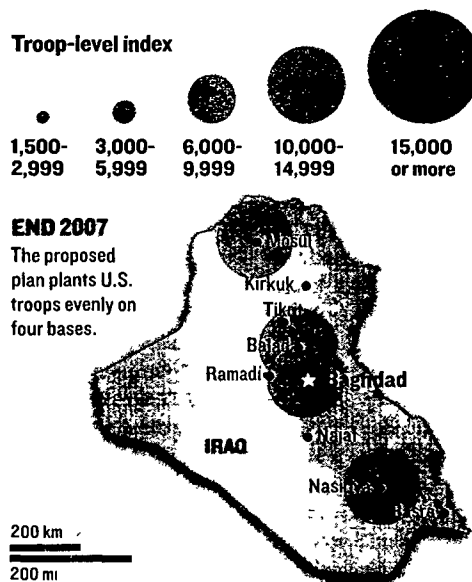 Troop-level index
1,500- 3,000- 6,000- 10,000- 15,000
2,999 5,999 9,999 14,999 or more
END 2007
The proposed
plan plants U.S.
troops evenly on
four bases.
Mosul
Kirkuk
Tikrit
Balad
Ramadi
Baghdad
IRAQ
Najaf
Basra
200 km
200 mi